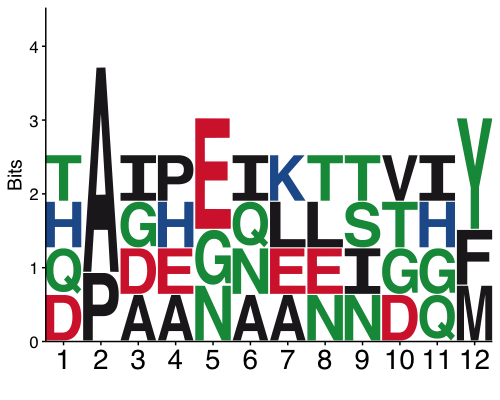 4
3
2
1
0
Bits
T A I P E I K T T V I Y
H P G H G Q L L S T H F
Q D E N N E E I G G M
D A A A A N N D Q
1 2 3 4 5 6 7 8 9 10 11 12